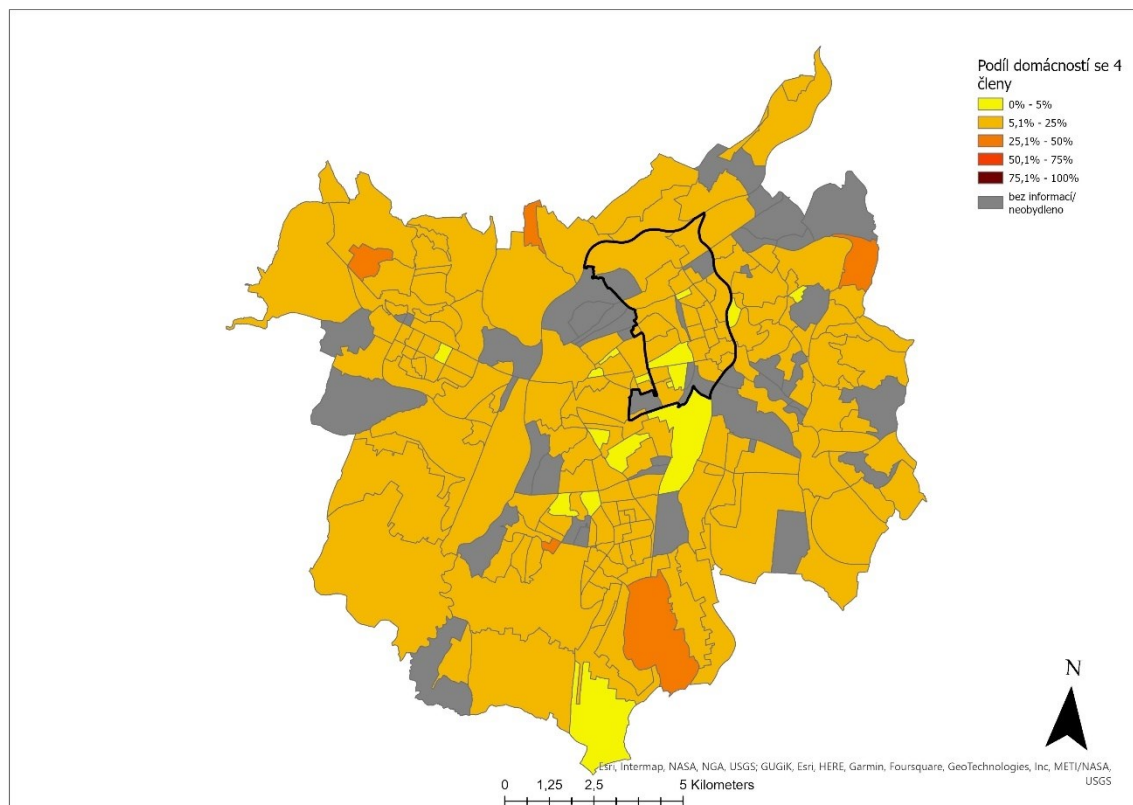 Podíl domácností se 4
členy
0% - 5%
5,1% - 25%
25,1% - 50%
50,1% - 75%
75,1% - 100%
bez informací/
neobydleno
N
Esri, Intermap, NASA, NGA, USGS; GUGiK, Esri, HERE, Garmin, Foursquare, GeoTechnologies, Inc, METI/NASA,
USGS
0 1,25 2,5 5 Kilometers